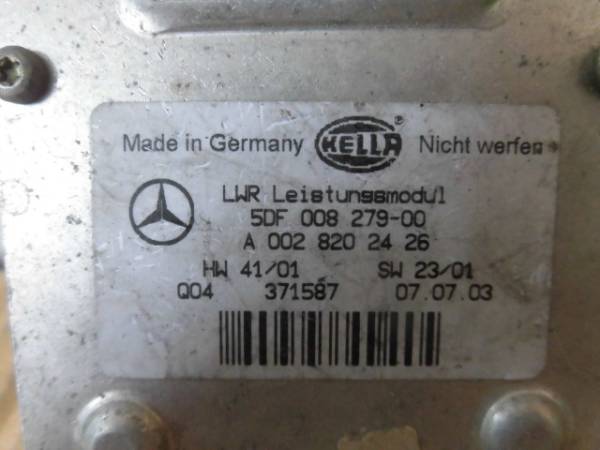 Made in Germany HELLA ® Nicht werfen
LWR Leistungsmodul
5DF 008 279-00
A 002 820 24 26
HW 41/01 SW 23/01
Q04 371587 07.07.03